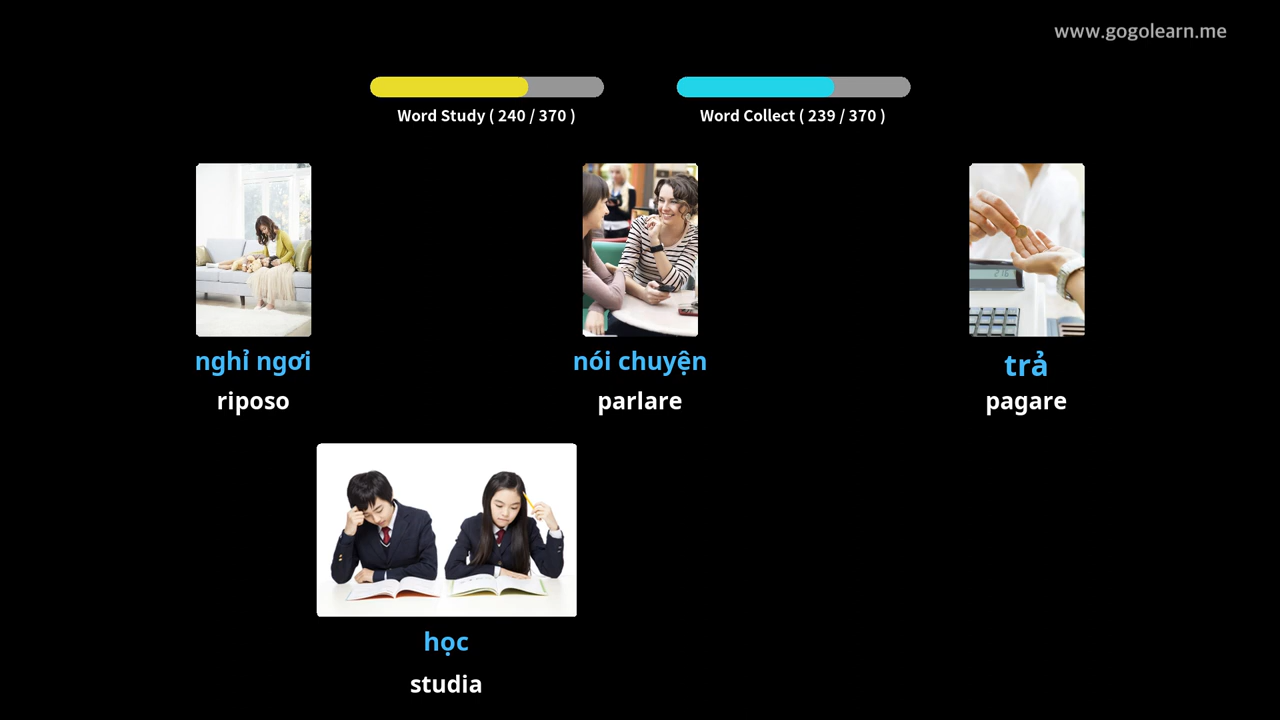 www.gogolearn.me
Word Study ( 240 / 370 )
Word Collect ( 239 / 370 )
nghỉ ngơi
riposo
nói chuyện
parlare
trả
pagare
học
studia